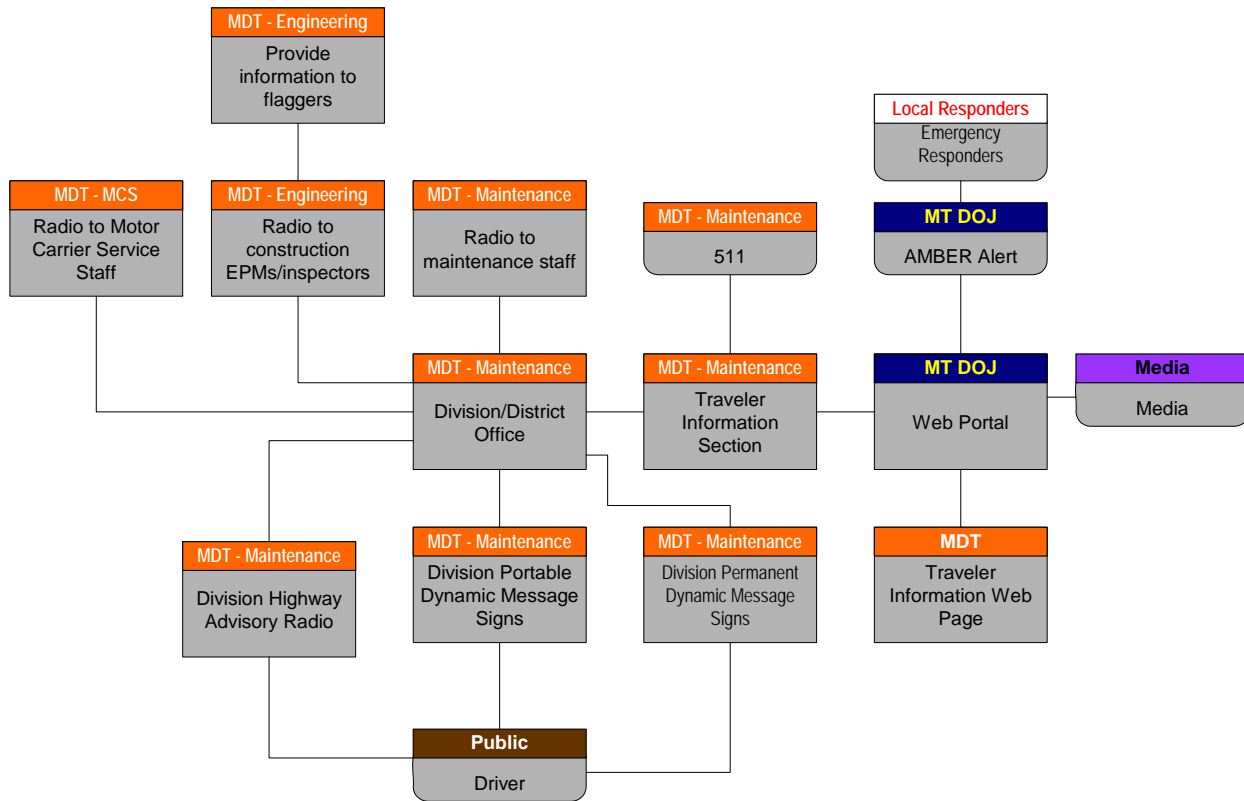 MDT - Engineering
Provide
information to
flaggers
Local Responders
Emergency
Responders
MDT - MCS
Radio to Motor
Carrier Service
Staff
MDT - Engineering
Radio to
construction
EPMs/inspectors
MDT - Maintenance
Radio to
maintenance staff
MDT - Maintenance
511
MT DOJ
AMBER Alert
MDT - Maintenance
Division/District
Office
MDT - Maintenance
Traveler
Information
Section
MT DOJ
Web Portal
Media
Media
MDT - Maintenance
Division Highway
Advisory Radio
MDT - Maintenance
Division Portable
Dynamic Message
Signs
MDT - Maintenance
Division Permanent
Dynamic Message
Signs
MDT
Traveler
Information Web
Page
Public
Driver